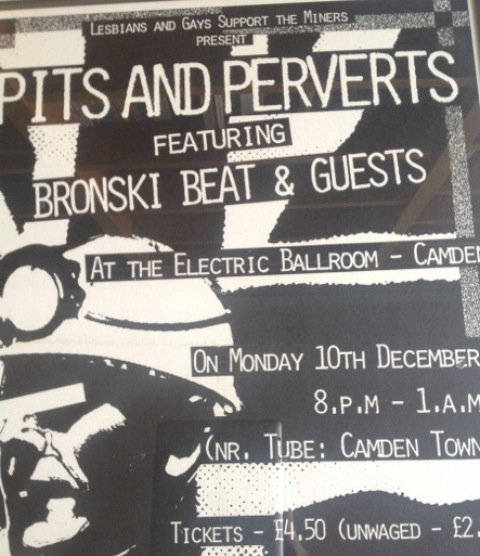 LESBIANS AND GAYS SUPPORT THE MINERS
PRESENT
PITS AND PERVERTS
FEATURING
BRONSKI BEAT & GUESTS
AT THE ELECTRIC BALLROOM - CAMDEN
ON MONDAY 10TH DECEMBER
8.P.M - 1.A.M
(NR. TUBE: CAMDEN TOWN
TICKETS - £4.50 (UNWAGED - £2.